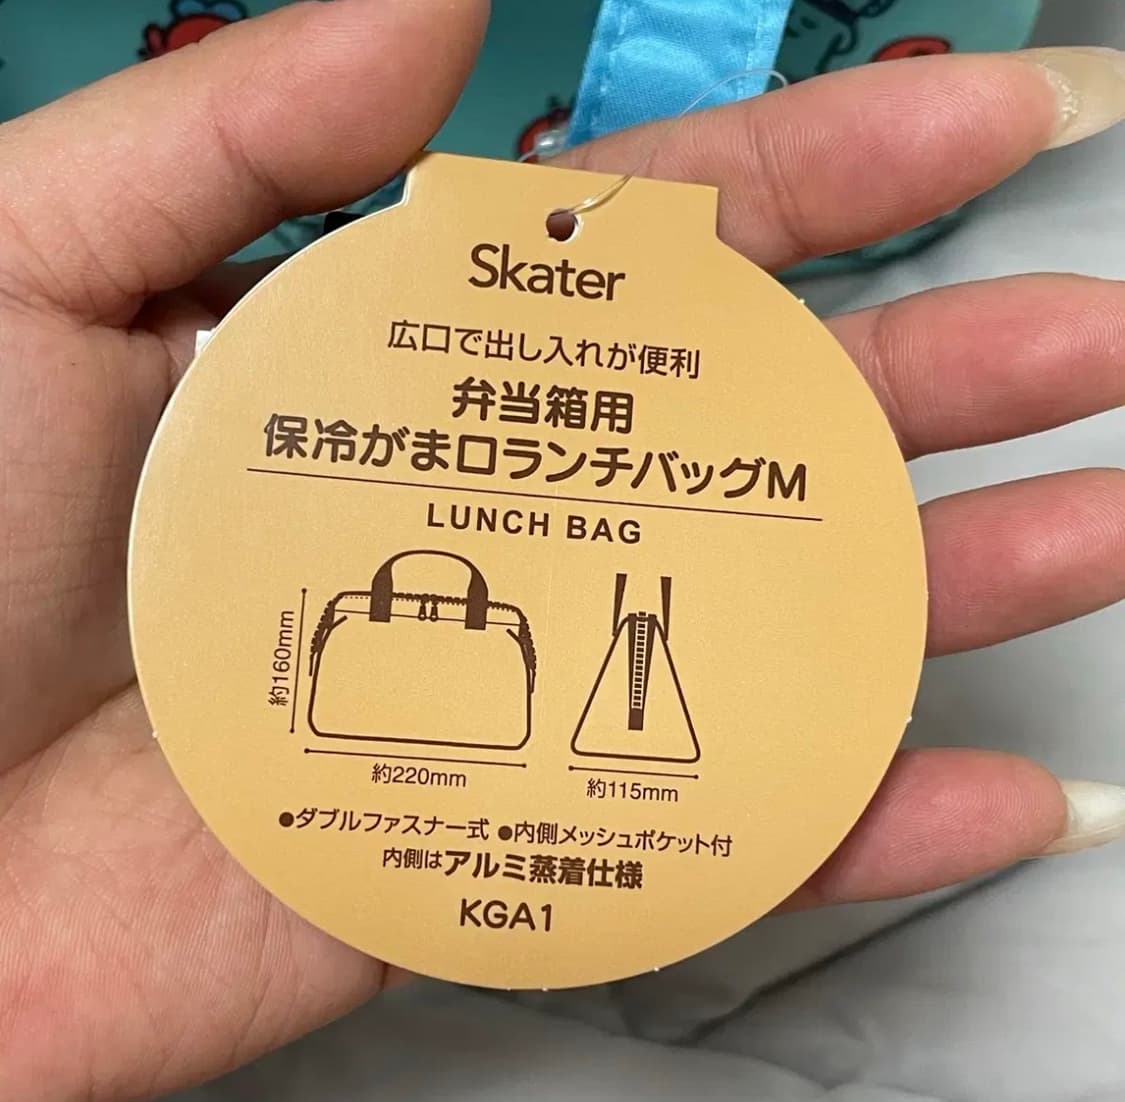 Skater
広口で出し入れが便利
弁当箱用
保冷がま口ランチバッグM
LUNCH BAG
約160mm
約220mm
約115mm
●ダブルファスナー式 ●内側メッシュポケット付
内側はアルミ蒸着仕様
KGA1